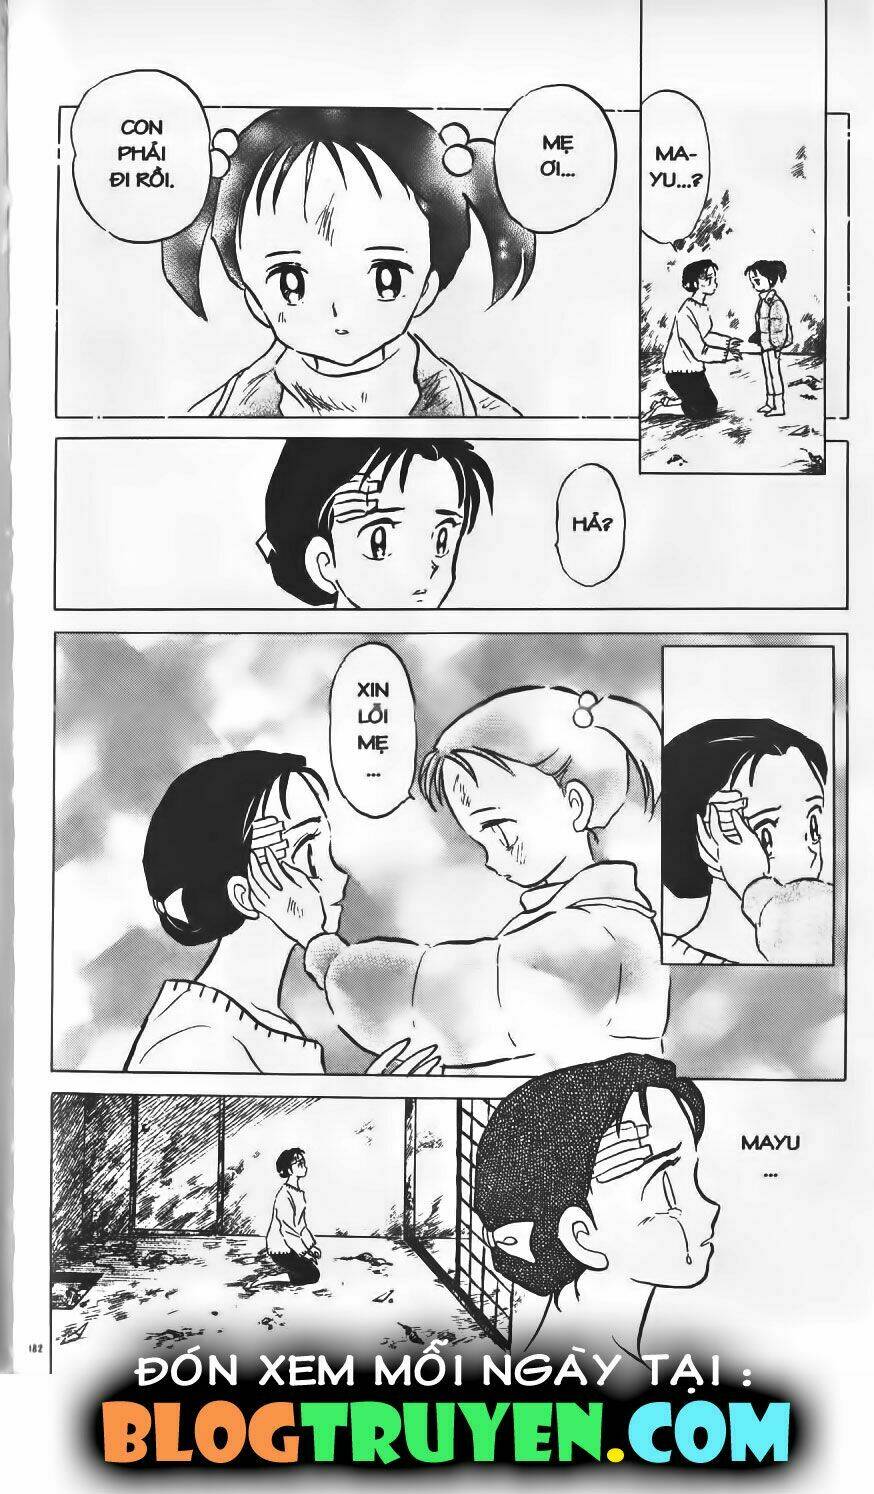 MA-
YU...?
MẸ
ƠI...
CON
PHẢI
ĐI RỒI.
HẢ?
XIN
LỖI
MẸ
...
MAYU
...
182
ĐÓN XEM MỖI NGÀY TẠI :
BLOGTRUYEN.COM